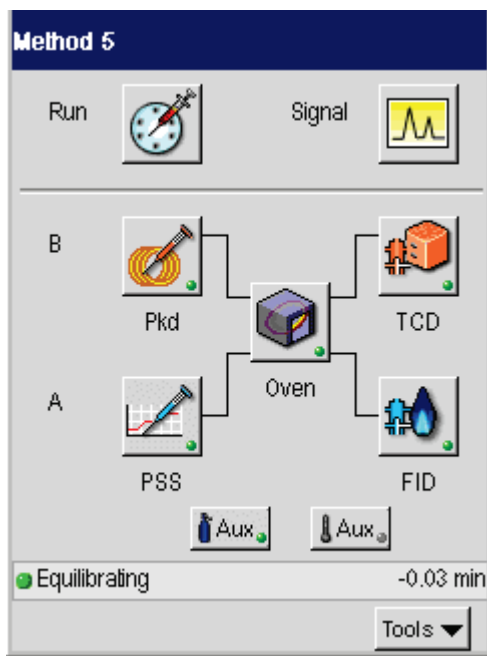 Method 5
Run Signal
B
Pkd TCD
Oven
A
PSS FID
Aux Aux
Equilibrating -0.03 min
Tools